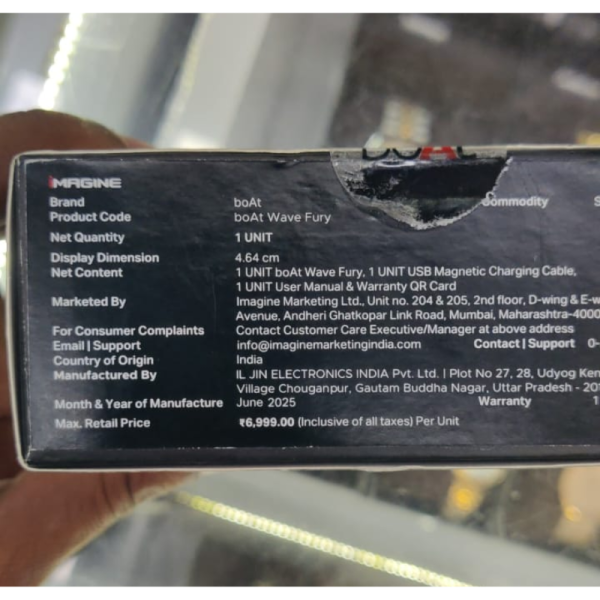 boAt
IMAGINE
Brand boAt Commodity S
Product Code boAt Wave Fury
Net Quantity 1 UNIT
Display Dimension 4.64 cm
Net Content 1 UNIT boAt Wave Fury, 1 UNIT USB Magnetic Charging Cable,
1 UNIT User Manual & Warranty QR Card
Marketed By Imagine Marketing Ltd., Unit no. 204 & 205, 2nd floor, D-wing & E-w
Avenue, Andheri Ghatkopar Link Road, Mumbai, Maharashtra-4000
For Consumer Complaints Contact Customer Care Executive/Manager at above address
Email | Support info@imaginemarketingindia.com Contact | Support 0-
Country of Origin India
Manufactured By IL JIN ELECTRONICS INDIA Pvt. Ltd. | Plot No 27, 28, Udyog Ken
Village Chouganpur, Gautam Buddha Nagar, Uttar Pradesh - 20
Month & Year of Manufacture June 2025 Warranty 1
Max. Retail Price ₹6,999.00 (Inclusive of all taxes) Per Unit